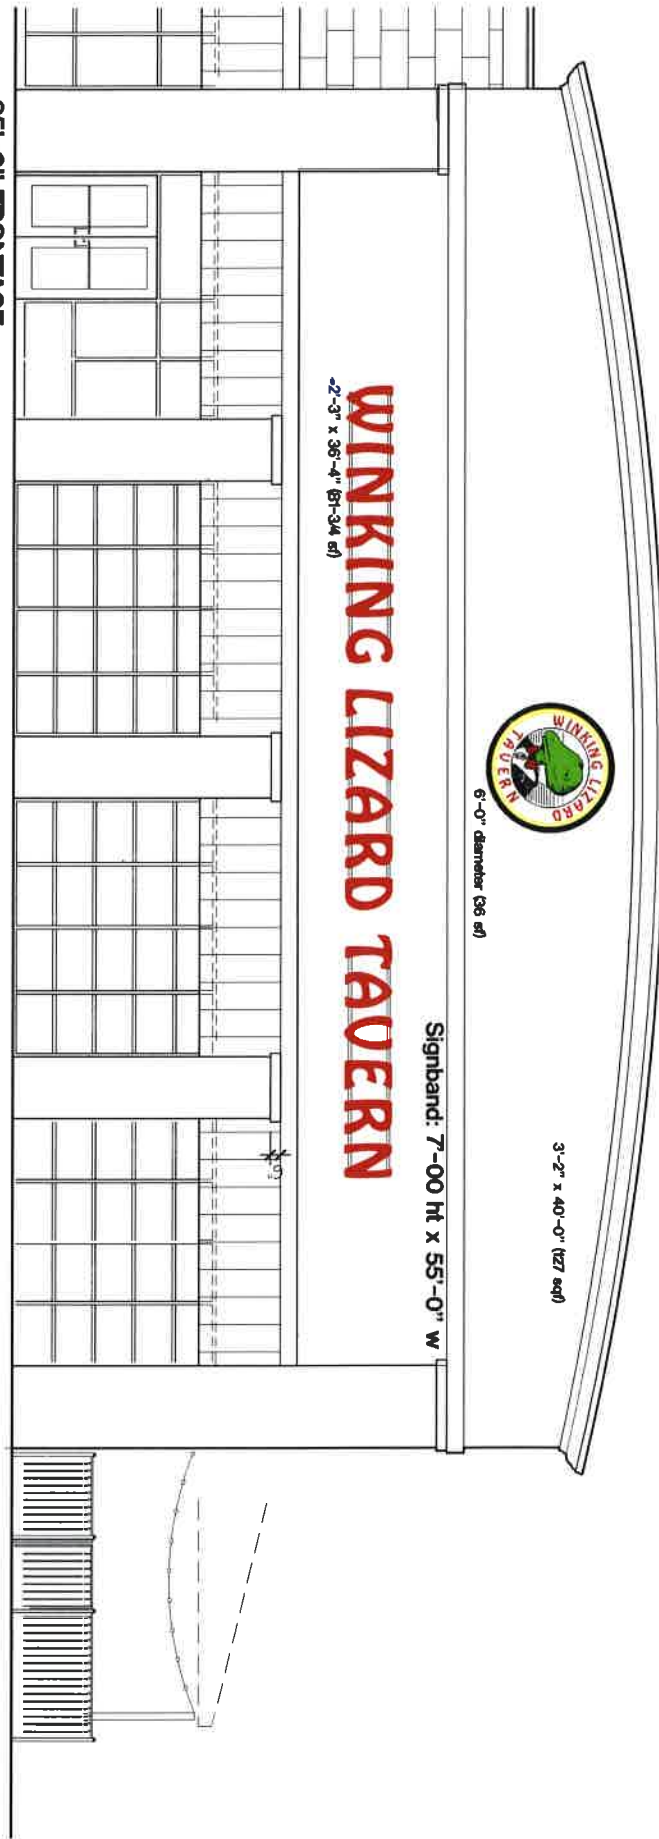 3'-2" x 40'-0" (127 sqf)
WINKING LIZARD
TAVERN
6'-0" diameter (36 sf)
Signband: 7'-00 ht x 55'-0" W
WINKING LIZARD TAVERN
-2'-3" x 36'-4" (81-3/4 sf)